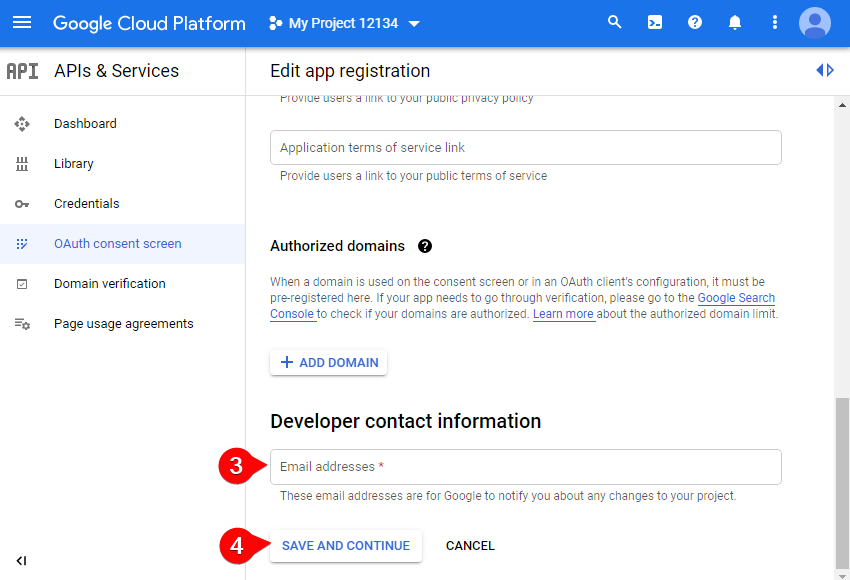 Google Cloud Platform
My Project 12134
API
APIs & Services
Edit app registration
Provide users a link to your public privacy policy
Dashboard
Library
Credentials
OAuth consent screen
Domain verification
Page usage agreements
Application terms of service link
Provide users a link to your public terms of service
Authorized domains
When a domain is used on the consent screen or in an OAuth client's configuration, it must be
pre-registered here. If your app needs to go through verification, please go to the Google Search
Console to check if your domains are authorized. Learn more about the authorized domain limit.
+ ADD DOMAIN
Developer contact information
3
Email addresses *
These email addresses are for Google to notify you about any changes to your project.
4
SAVE AND CONTINUE
CANCEL